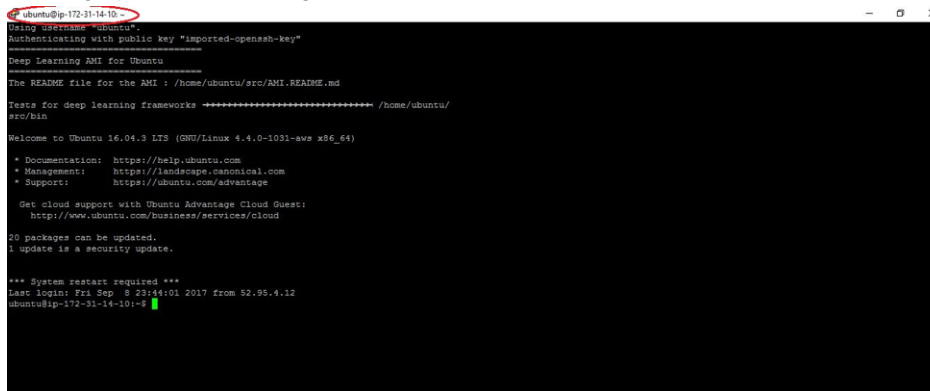 ubuntu@ip-172-31-14-10: ~
Using username "ubuntu".
Authenticating with public key "imported-openssh-key"
===================================
Deep Learning AMI for Ubuntu
===================================
The README file for the AMI : /home/ubuntu/src/AMI.README.md
Tests for deep learning frameworks /home/ubuntu/
src/bin
Welcome to Ubuntu 16.04.3 LTS (GNU/Linux 4.4.0-1031-aws x86_64)
* Documentation: https://help.ubuntu.com
* Management: https://landscape.canonical.com
* Support: https://ubuntu.com/advantage
Get cloud support with Ubuntu Advantage Cloud Guest:
http://www.ubuntu.com/business/services/cloud
20 packages can be updated.
1 update is a security update.
*** System restart required ***
Last login: Fri Sep 8 23:44:01 2017 from 52.95.4.12
ubuntu@ip-172-31-14-10:~$